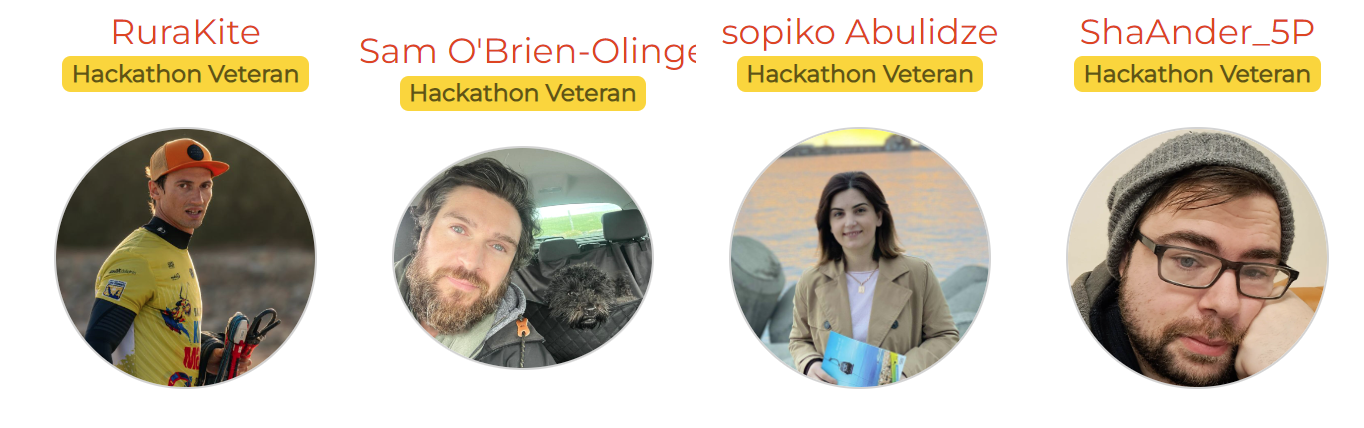 RuraKite
Hackathon Veteran
Sam O'Brien-Olinge
Hackathon Veteran
sopiko Abulidze
Hackathon Veteran
ShaAnder_5P
Hackathon Veteran